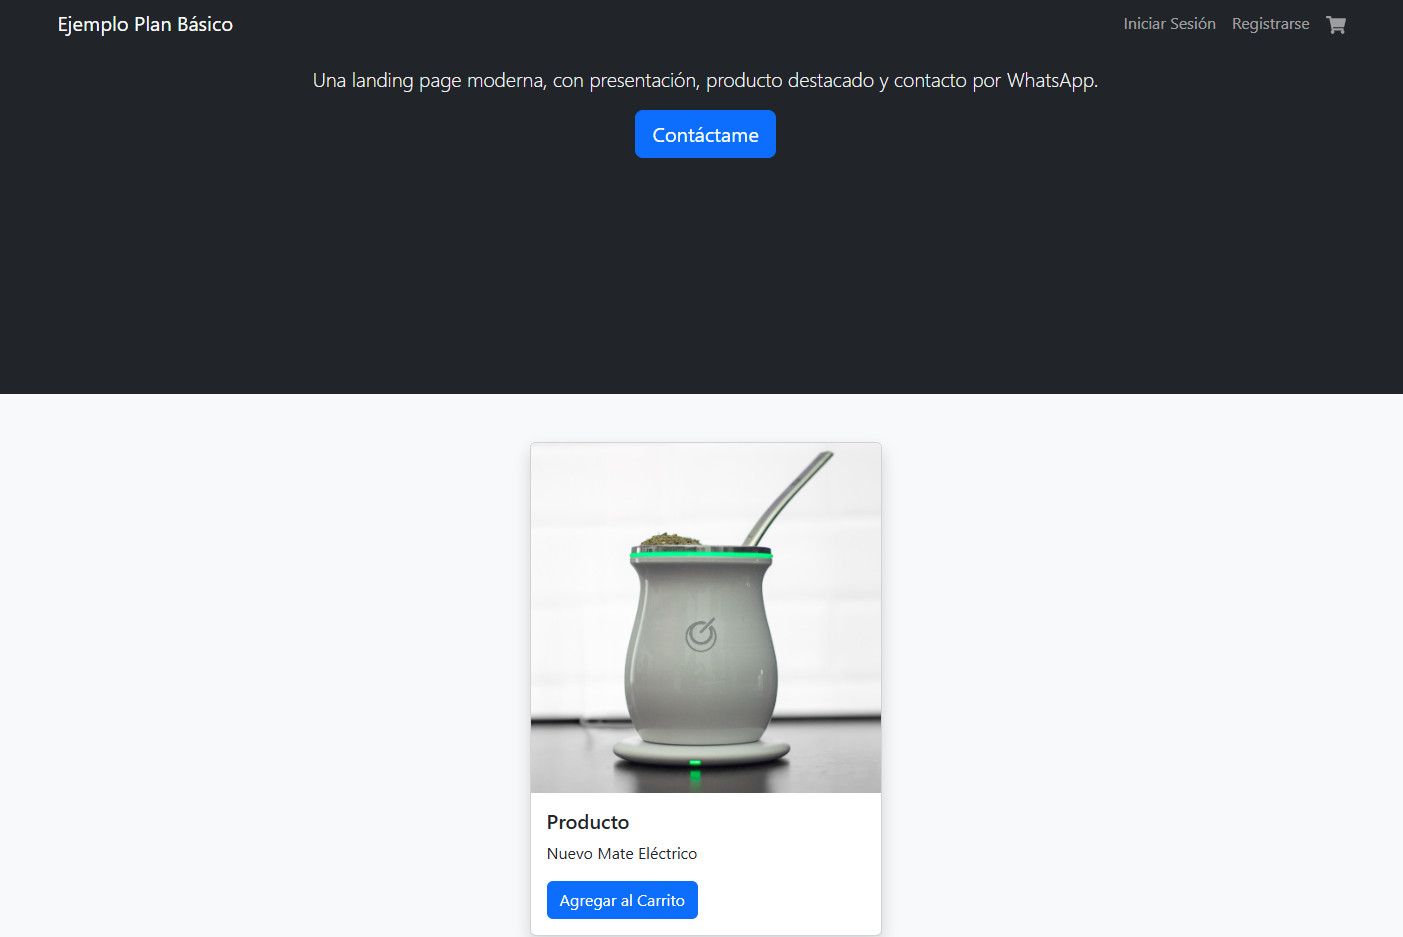 Ejemplo Plan Básico
Iniciar Sesión
Registrarse
Una landing page moderna, con presentación, producto destacado y contacto por WhatsApp.
Contáctame
Producto
Nuevo Mate Eléctrico
Agregar al Carrito